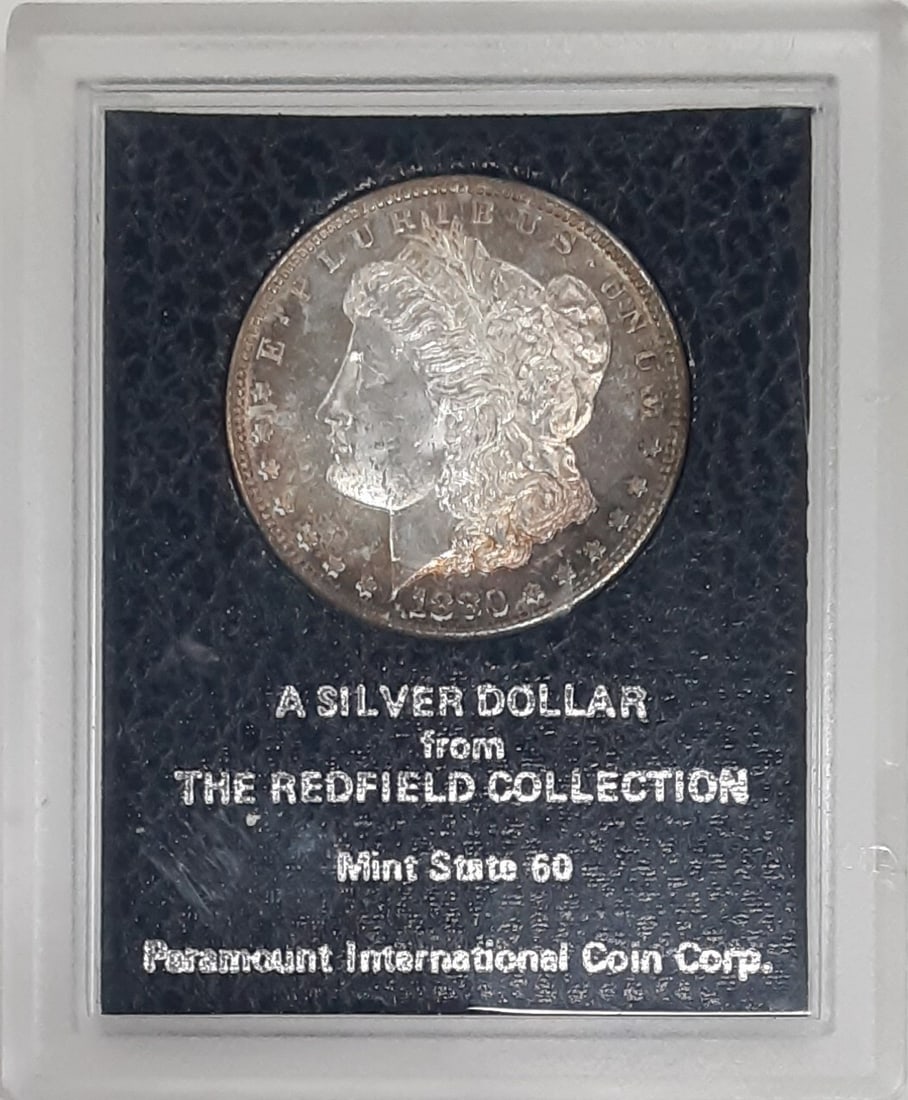 E · PLURIBUS · UNUM
1880
A SILVER DOLLAR
from
THE REDFIELD COLLECTION
Mint State 60
Paramount International Coin Corp.